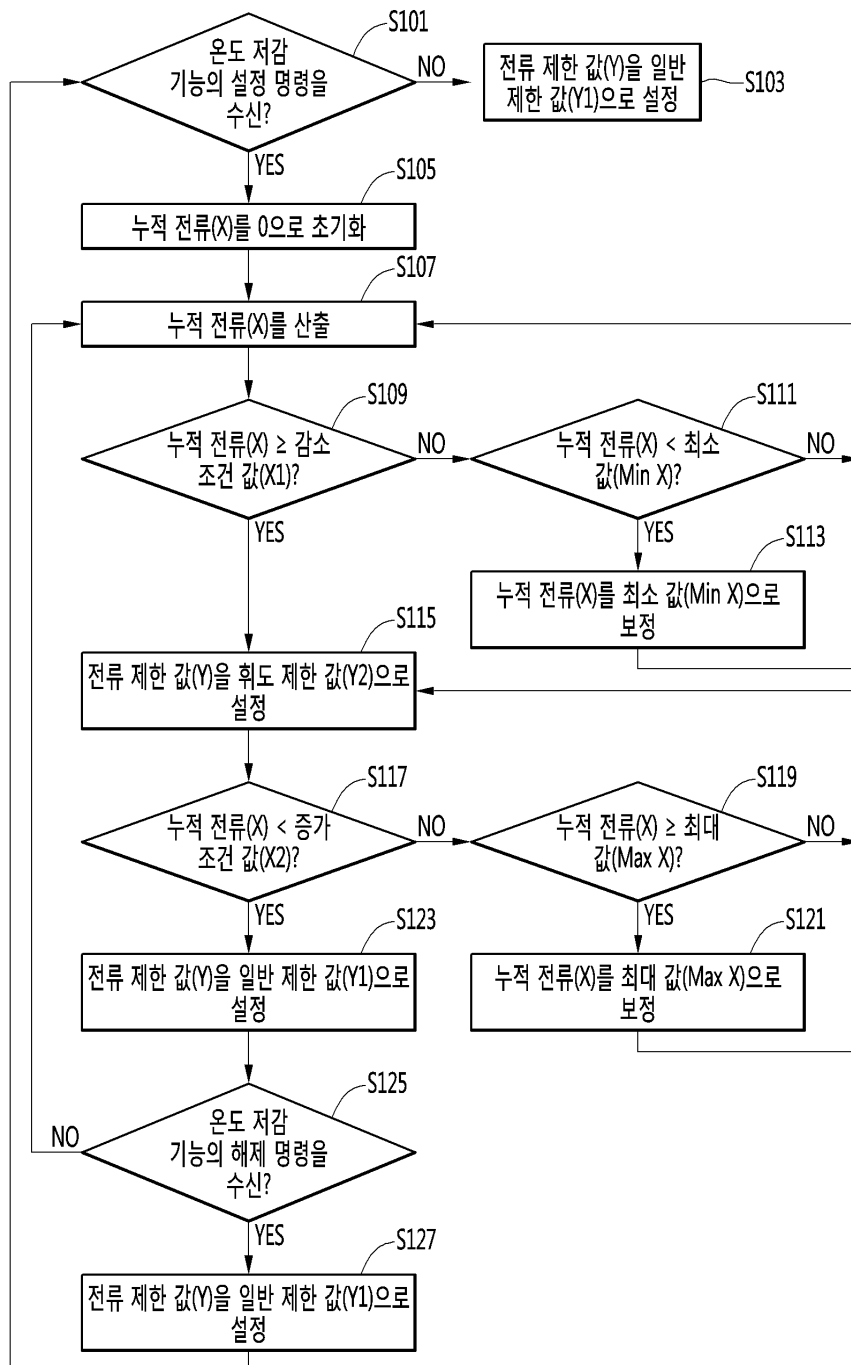 S101
온도 저감
기능의 설정 명령을
수신?
NO
YES
전류 제한 값(Y)을 일반
제한 값(Y1)으로 설정
S103
S105
누적 전류(X)를 0으로 초기화
S107
누적 전류(X)를 산출
S109
누적 전류(X) ≥ 감소
조건 값(X1)?
NO
YES
S111
누적 전류(X) < 최소
값(Min X)?
NO
YES
S113
누적 전류(X)를 최소 값(Min X)으로
보정
S115
전류 제한 값(Y)을 휘도 제한 값(Y2)으로
설정
S117
누적 전류(X) < 증가
조건 값(X2)?
NO
YES
S119
누적 전류(X) ≥ 최대
값(Max X)?
NO
YES
S121
누적 전류(X)를 최대 값(Max X)으로
보정
S123
전류 제한 값(Y)을 일반 제한 값(Y1)으로
설정
S125
온도 저감
기능의 해제 명령을
수신?
NO
YES
S127
전류 제한 값(Y)을 일반 제한 값(Y1)으로
설정